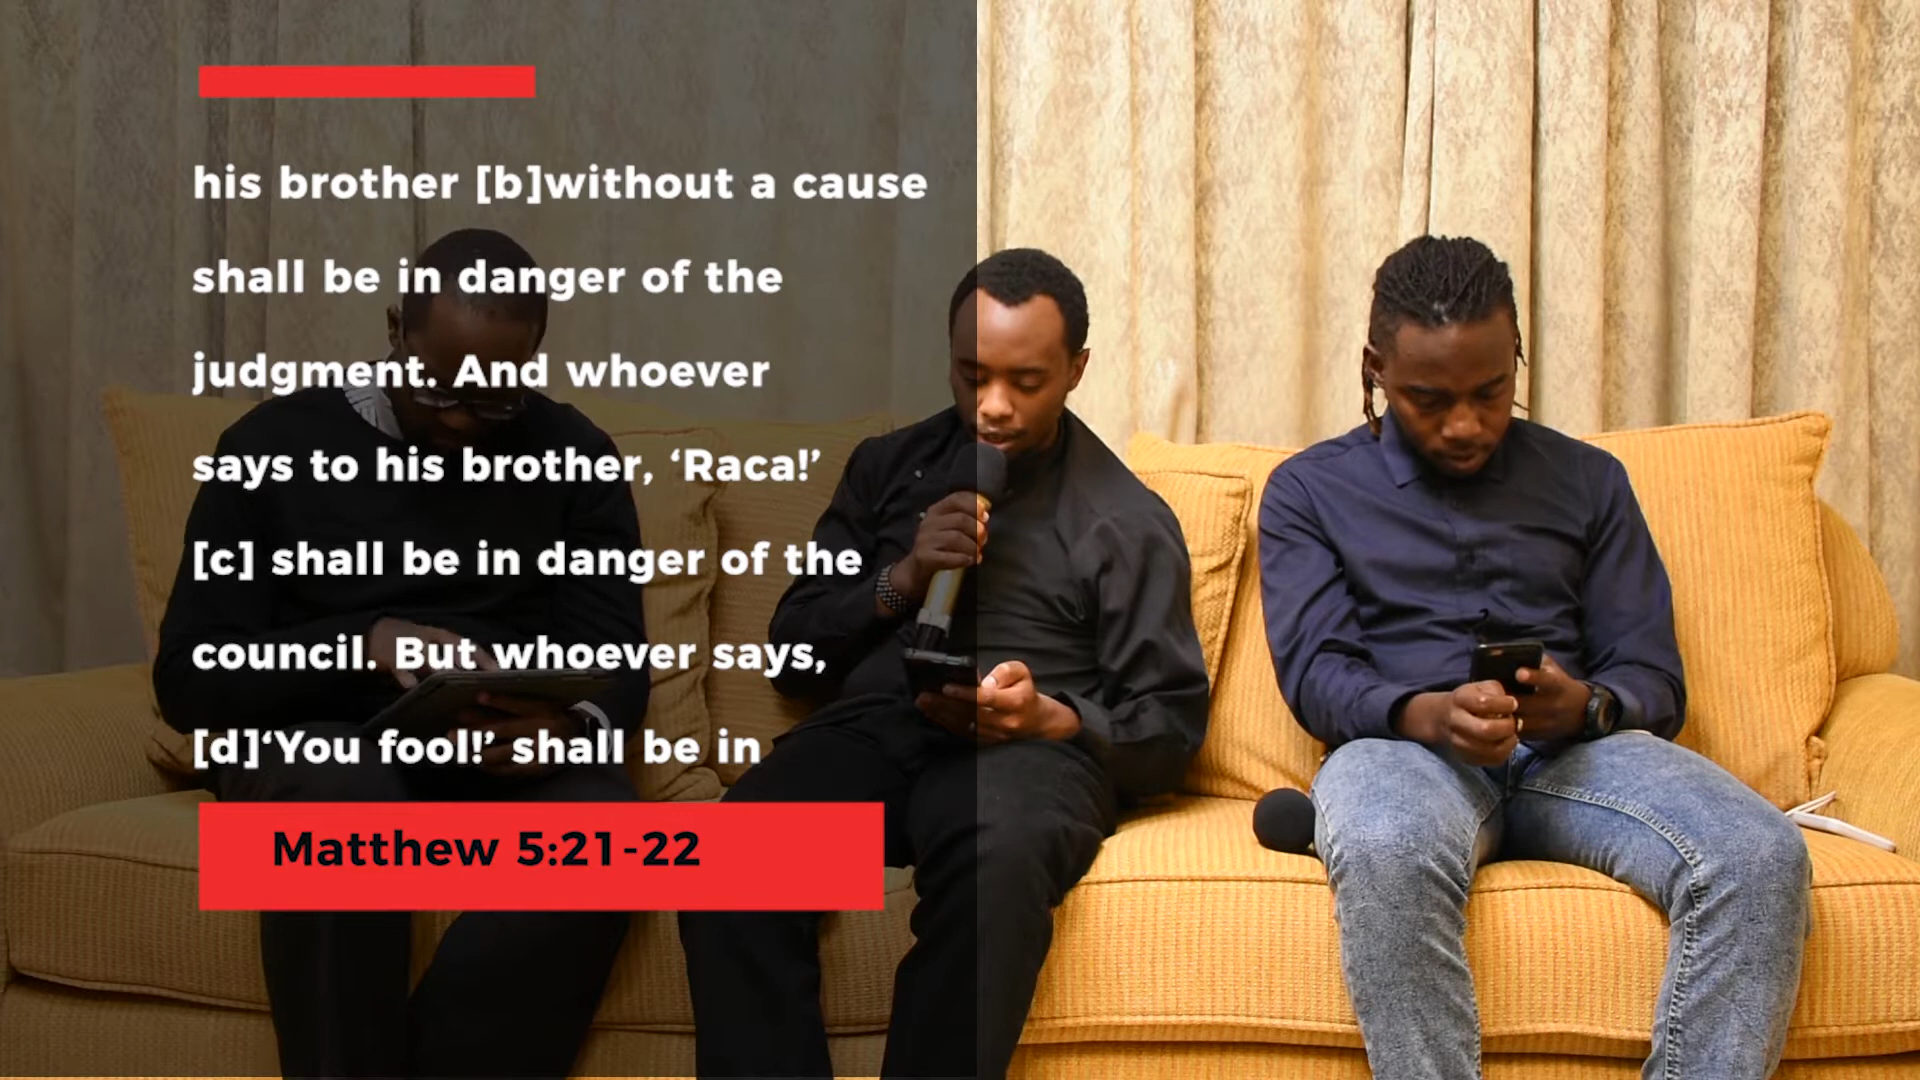 his brother [b]without a cause
shall be in danger of the
judgment. And whoever
says to his brother, ‘Raca!’
[c] shall be in danger of the
council. But whoever says,
[d]‘You fool!’ shall be in
Matthew 5:21-22